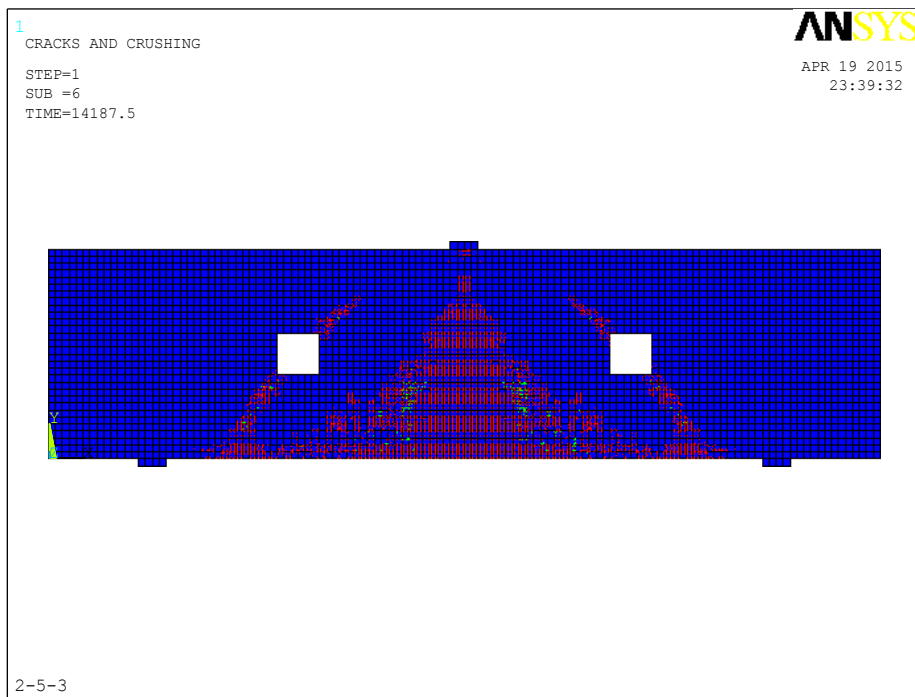 1
CRACKS AND CRUSHING
STEP=1
SUB =6
TIME=14187.5
ANSYS
APR 19 2015
23:39:32
Y
2-5-3